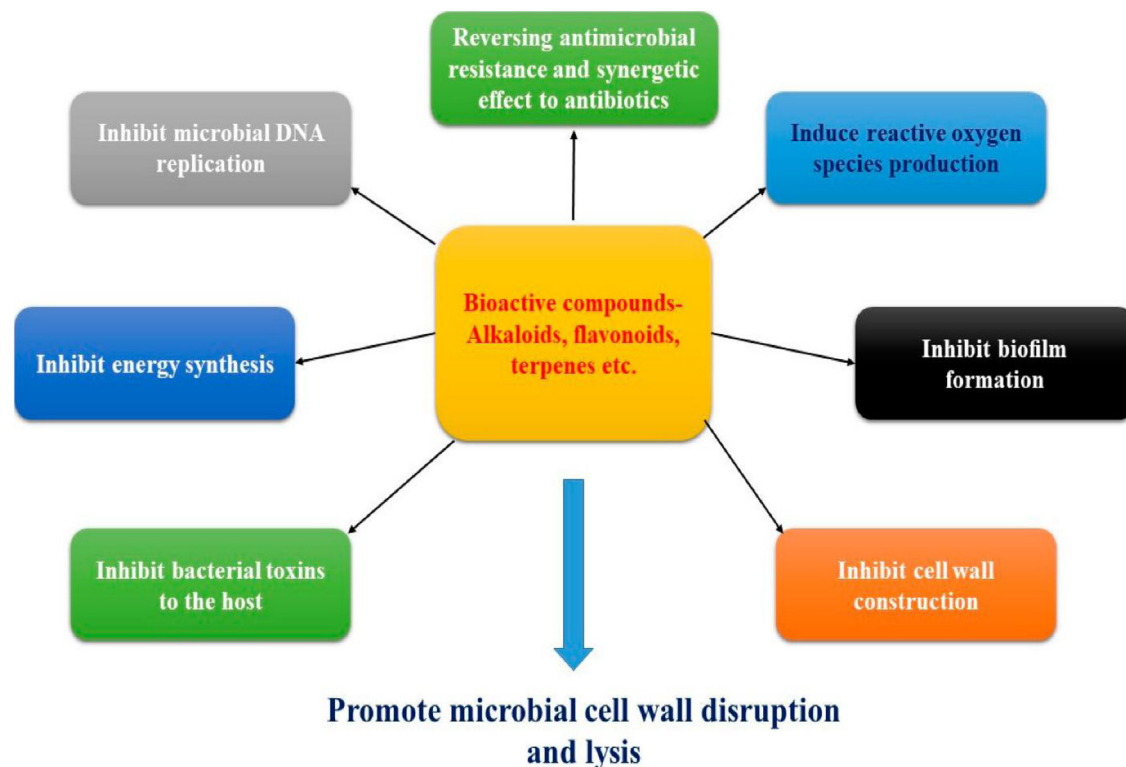 Reversing antimicrobial
resistance and synergetic
effect to antibiotics
Inhibit microbial DNA
replication
Induce reactive oxygen
species production
Bioactive compounds-
Alkaloids, flavonoids,
terpenes etc.
Inhibit energy synthesis
Inhibit biofilm
formation
Inhibit bacterial toxins
to the host
Inhibit cell wall
construction
Promote microbial cell wall disruption
and lysis